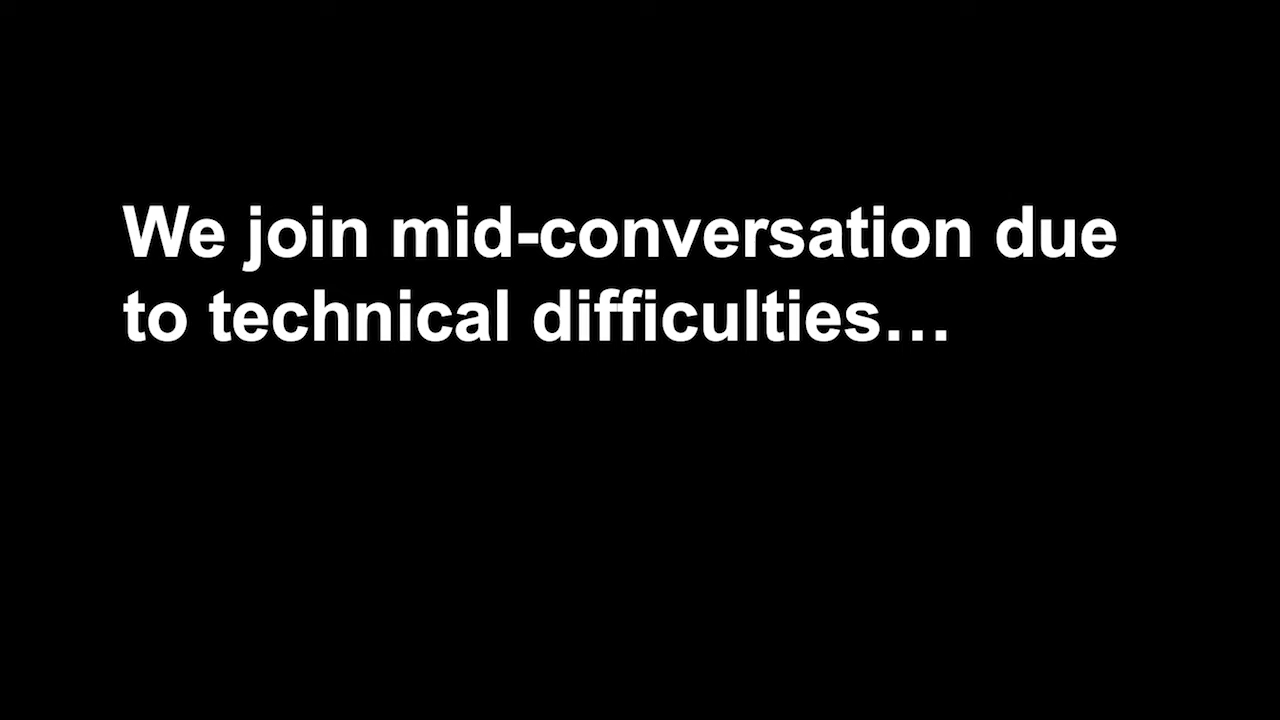 We join mid-conversation due
to technical difficulties…